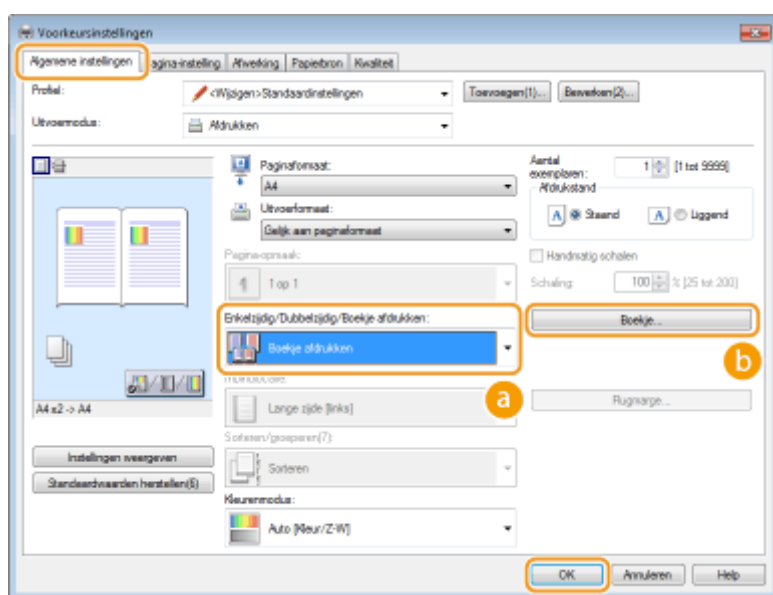 Voorkeursinstellingen
Algemene instellingen Pagina-instelling Afwerking Papierbron Kwaliteit
Profiel: <Wijzigen>Standaardinstellingen Toevoegen(1)... Bewerken(2)...
Uitvoermodus: Afdrukken
Paginaformaat:
A4
Aantal exemplaren: 1 [1 tot 9999]
Uitvoerformaat:
Gelijk aan paginaformaat
Afdrukstand
A Staand A Liggend
Pagina-opmaak:
1 op 1
Handmatig schalen
Schaling: 100 % [25 tot 200]
Enkelzijdig/Dubbelzijdig/Boekje afdrukken:
Boekje afdrukken
Boekje...
a
b
A4 x2 -> A4
Lange zijde [links]
Rugmarge...
Sorteren/groeperen(7):
Sorteren
Instellingen weergeven
Standaardwaarden herstellen(6)
Kleurenmodus:
Auto [Kleur/Z-W]
OK Annuleren Help